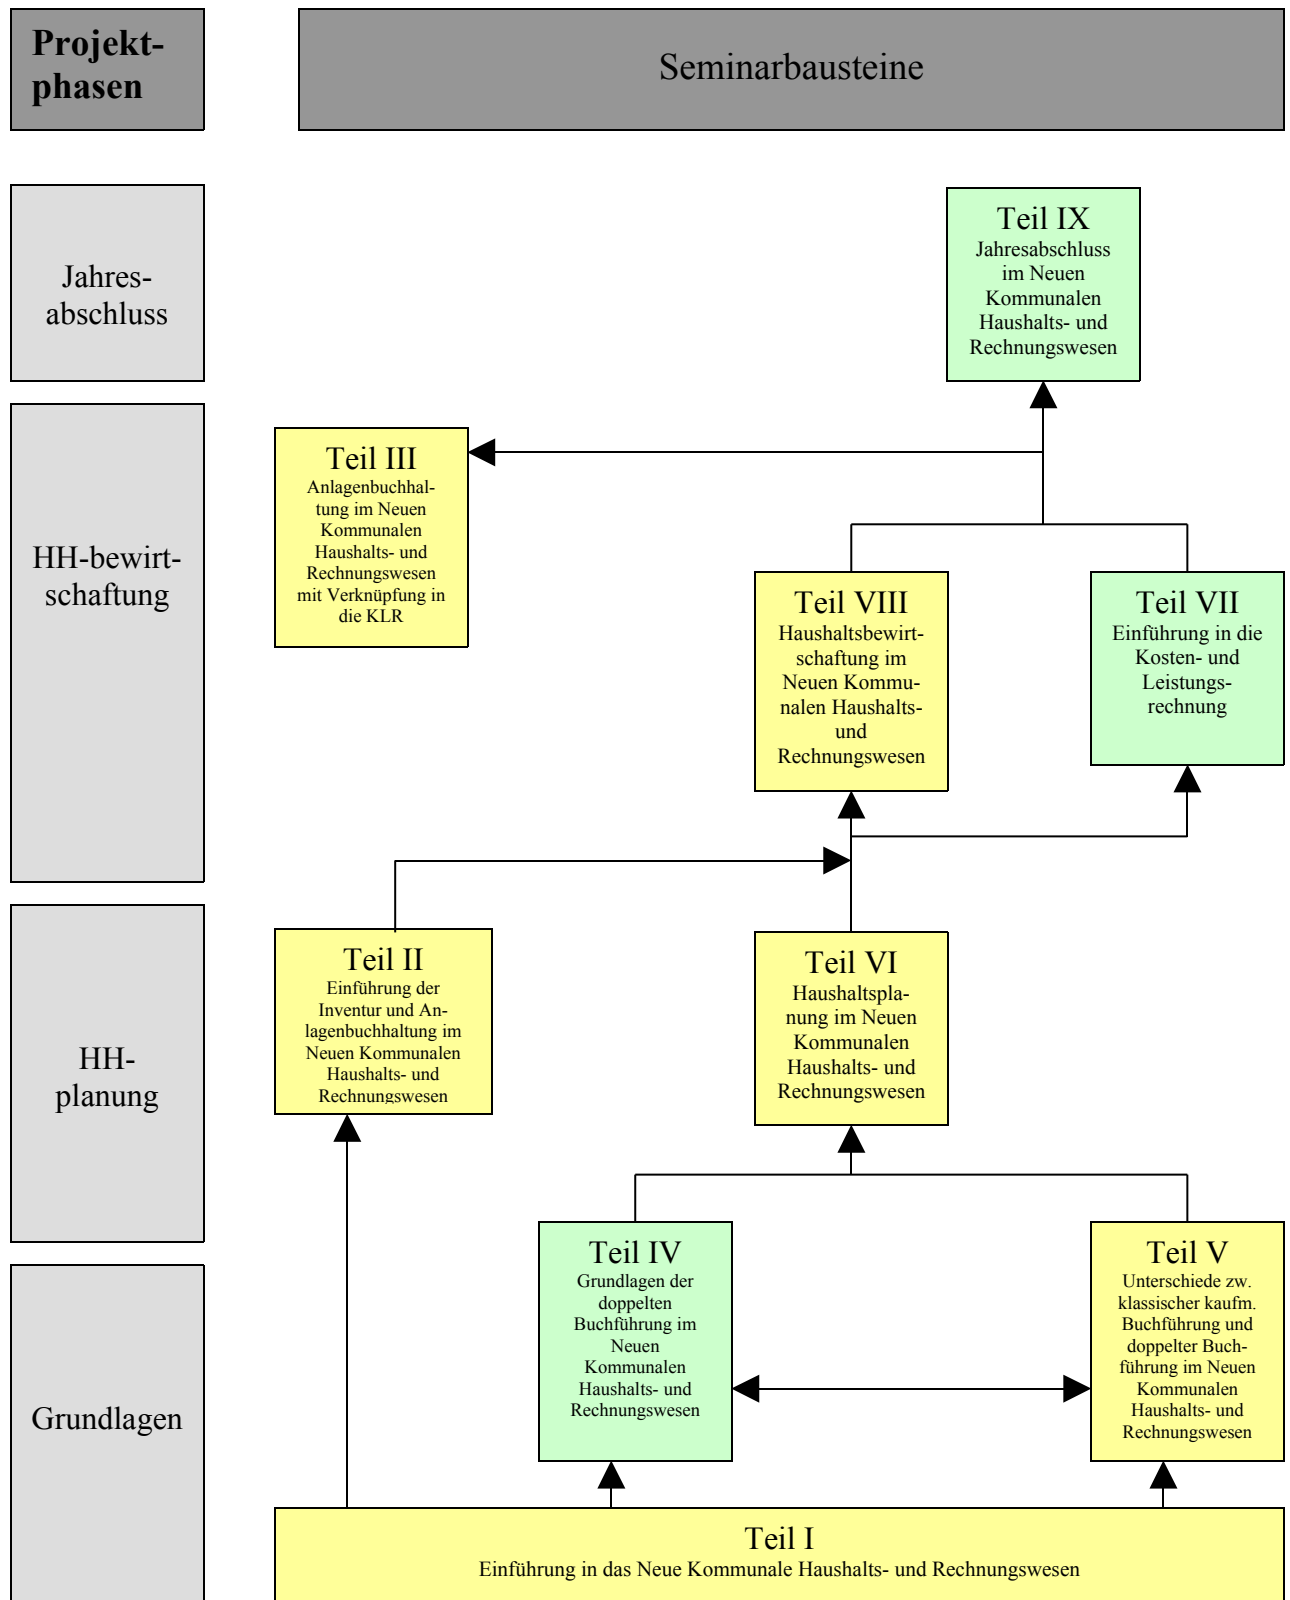 Projekt-
phasen
Seminarbausteine
Jahres-
abschluss
Teil IX
Jahresabschluss
im Neuen
Kommunalen
Haushalts- und
Rechnungswesen
HH-bewirt-
schaftung
Teil III
Anlagenbuchhal-
tung im Neuen
Kommunalen
Haushalts- und
Rechnungswesen
mit Verknüpfung in
die KLR
Teil VIII
Haushaltsbewirt-
schaftung im
Neuen Kommu-
nalen Haushalts-
und
Rechnungswesen
Teil VII
Einführung in die
Kosten- und
Leistungs-
rechnung
HH-
planung
Teil II
Einführung der
Inventur und An-
lagenbuchhaltung im
Neuen Kommunalen
Haushalts- und
Rechnungswesen
Teil VI
Haushaltspla-
nung im Neuen
Kommunalen
Haushalts- und
Rechnungswesen
Grundlagen
Teil IV
Grundlagen der
doppelten
Buchführung im
Neuen
Kommunalen
Haushalts- und
Rechnungswesen
Teil V
Unterschiede zw.
klassischer kaufm.
Buchführung und
doppelter Buch-
führung im Neuen
Kommunalen
Haushalts- und
Rechnungswesen
Teil I
Einführung in das Neue Kommunale Haushalts- und Rechnungswesen